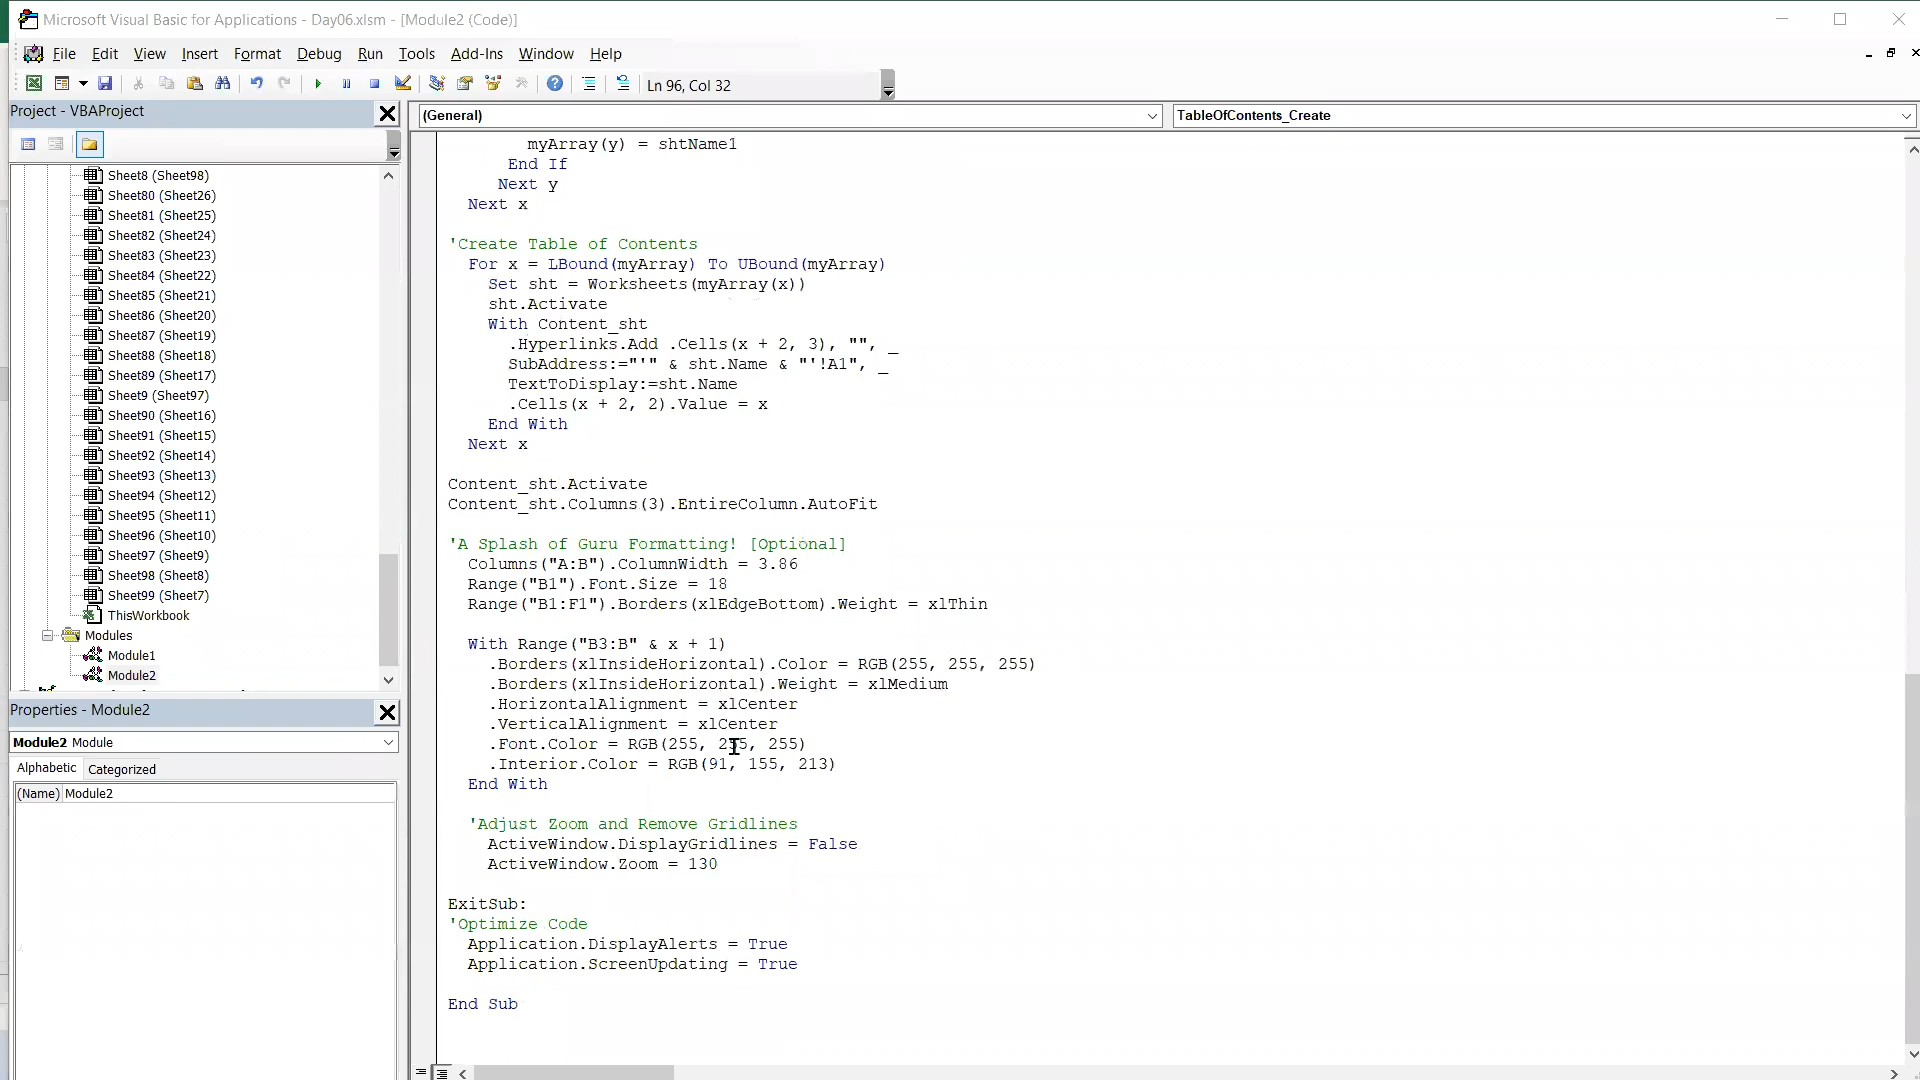 Microsoft Visual Basic for Applications - Day06.xlsm - [Module2 (Code)]
File Edit View Insert Format Debug Run Tools Add-Ins Window Help
Ln 96, Col 32
Project - VBAProject
Sheet8 (Sheet98)
Sheet80 (Sheet26)
Sheet81 (Sheet25)
Sheet82 (Sheet24)
Sheet83 (Sheet23)
Sheet84 (Sheet22)
Sheet85 (Sheet21)
Sheet86 (Sheet20)
Sheet87 (Sheet19)
Sheet88 (Sheet18)
Sheet89 (Sheet17)
Sheet9 (Sheet97)
Sheet90 (Sheet16)
Sheet91 (Sheet15)
Sheet92 (Sheet14)
Sheet93 (Sheet13)
Sheet94 (Sheet12)
Sheet95 (Sheet11)
Sheet96 (Sheet10)
Sheet97 (Sheet9)
Sheet98 (Sheet8)
Sheet99 (Sheet7)
ThisWorkbook
Modules
Module1
Module2
Properties - Module2
Module2 Module
Alphabetic Categorized
(Name) Module2
(General) TableOfContents_Create
myArray(y) = shtName1
End If
Next y
Next x
'Create Table of Contents
For x = LBound(myArray) To UBound(myArray)
Set sht = Worksheets(myArray(x))
sht.Activate
With Content_sht
.Hyperlinks.Add .Cells(x + 2, 3), "", _
SubAddress:="'" & sht.Name & "'!A1", _
TextToDisplay:=sht.Name
.Cells(x + 2, 2).Value = x
End With
Next x
Content_sht.Activate
Content_sht.Columns(3).EntireColumn.AutoFit
'A Splash of Guru Formatting! [Optional]
Columns("A:B").ColumnWidth = 3.86
Range("B1").Font.Size = 18
Range("B1:F1").Borders(xlEdgeBottom).Weight = xlThin
With Range("B3:B" & x + 1)
.Borders(xlInsideHorizontal).Color = RGB(255, 255, 255)
.Borders(xlInsideHorizontal).Weight = xlMedium
.HorizontalAlignment = xlCenter
.VerticalAlignment = xlCenter
.Font.Color = RGB(255, 255, 255)
.Interior.Color = RGB(91, 155, 213)
End With
'Adjust Zoom and Remove Gridlines
ActiveWindow.DisplayGridlines = False
ActiveWindow.Zoom = 130
ExitSub:
'Optimize Code
Application.DisplayAlerts = True
Application.ScreenUpdating = True
End Sub